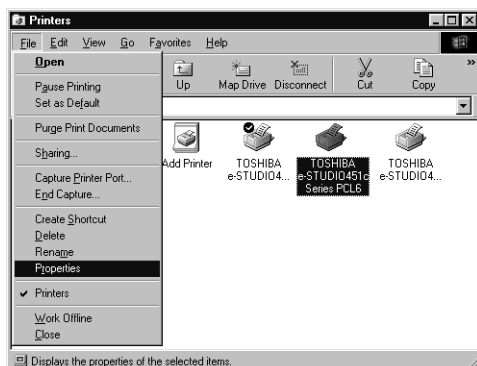 Printers
File Edit View Go Favorites Help
Up Map Drive Disconnect Cut Copy »
Open
Pause Printing
Set as Default
Purge Print Documents
Sharing...
Capture Printer Port...
End Capture...
Create Shortcut
Delete
Rename
Properties
Printers
Work Offline
Close
Add Printer
TOSHIBA
e-STUDIO4...
TOSHIBA
e-STUDIO451c
Series PCL6
TOSHIBA
e-STUDIO4...
Displays the properties of the selected items.